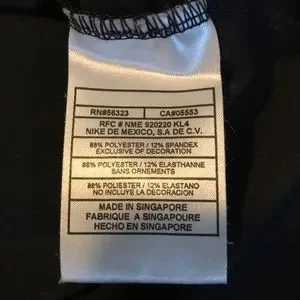 RN#56323 CA#05553
RFC # NME 920220 KL4
NIKE DE MEXICO, S.A DE C.V.
88% POLYESTER / 12% SPANDEX
EXCLUSIVE OF DECORATION
88% POLYESTER / 12% ELASTHANNE
SANS ORNEMENTS
88% POLIESTER / 12% ELASTANO
NO INCLUYE LA DECORACION
MADE IN SINGAPORE
FABRIQUE A SINGAPOURE
HECHO EN SINGAPORE